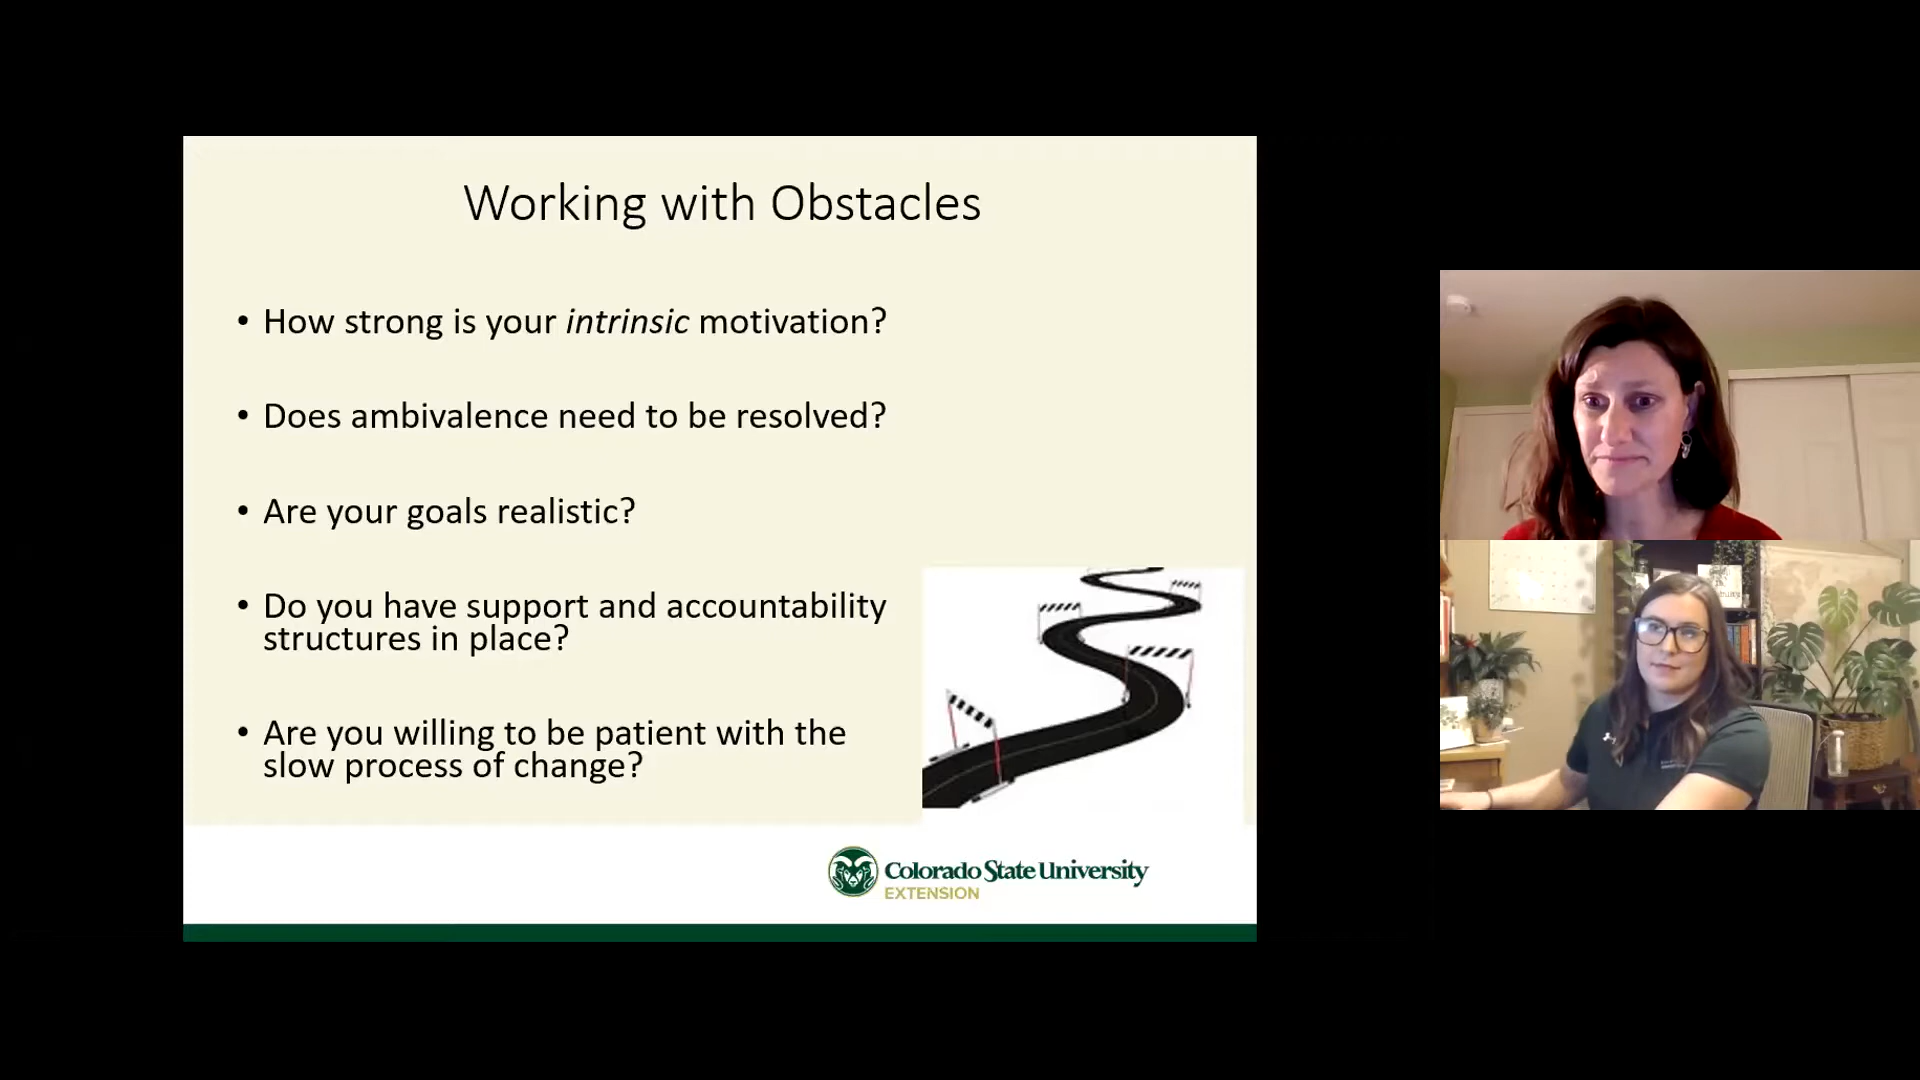 Working with Obstacles
• How strong is your intrinsic motivation?
• Does ambivalence need to be resolved?
• Are your goals realistic?
• Do you have support and accountability
structures in place?
• Are you willing to be patient with the
slow process of change?
Colorado State University
EXTENSION